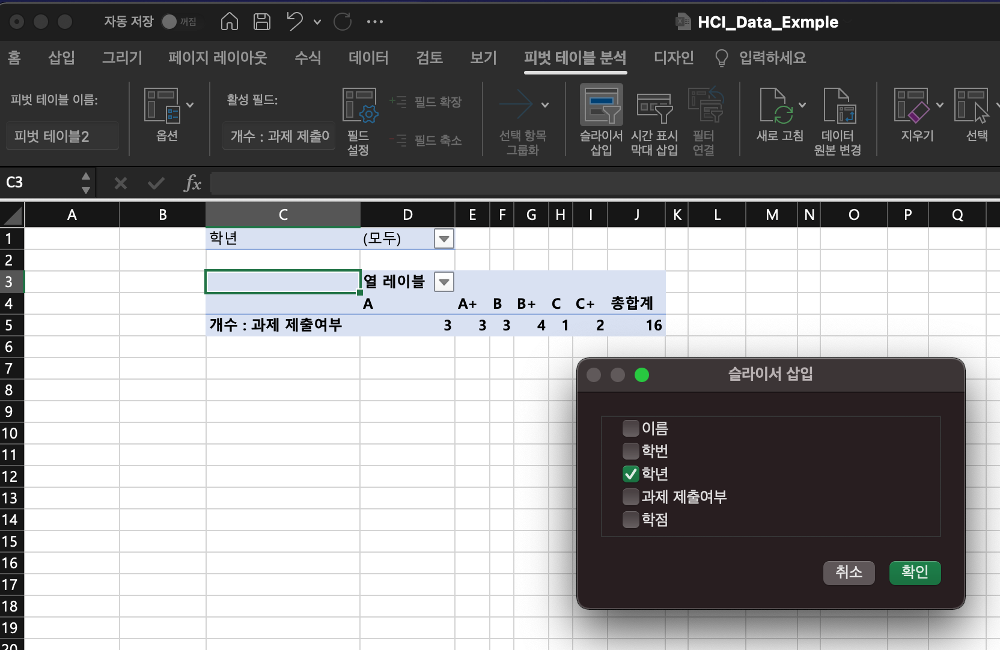 자동 저장 꺼짐
HCI_Data_Exmple
홈 삽입 그리기 페이지 레이아웃 수식 데이터 검토 보기 피벗 테이블 분석 디자인 입력하세요
피벗 테이블 이름:
피벗 테이블2
옵션
활성 필드:
개수 : 과제 제출여
필드
설정
필드 확장
필드 축소
선택 항목
그룹화
슬라이서
삽입
시간 표시
막대 삽입
필터
연결
새로 고침
데이터
원본 변경
지우기
선택
C3
fx
A B C D E F G H I J K L M N O P Q
1 학년 (모두)
2
3 열 레이블
4 A A+ B B+ C C+ 총합계
5 개수 : 과제 제출여부 3 3 3 4 1 2 16
6
7
8
9
10
11
12
13
14
15
16
17
18
19
20
슬라이서 삽입
이름
학번
학년
과제 제출여부
학점
취소 확인